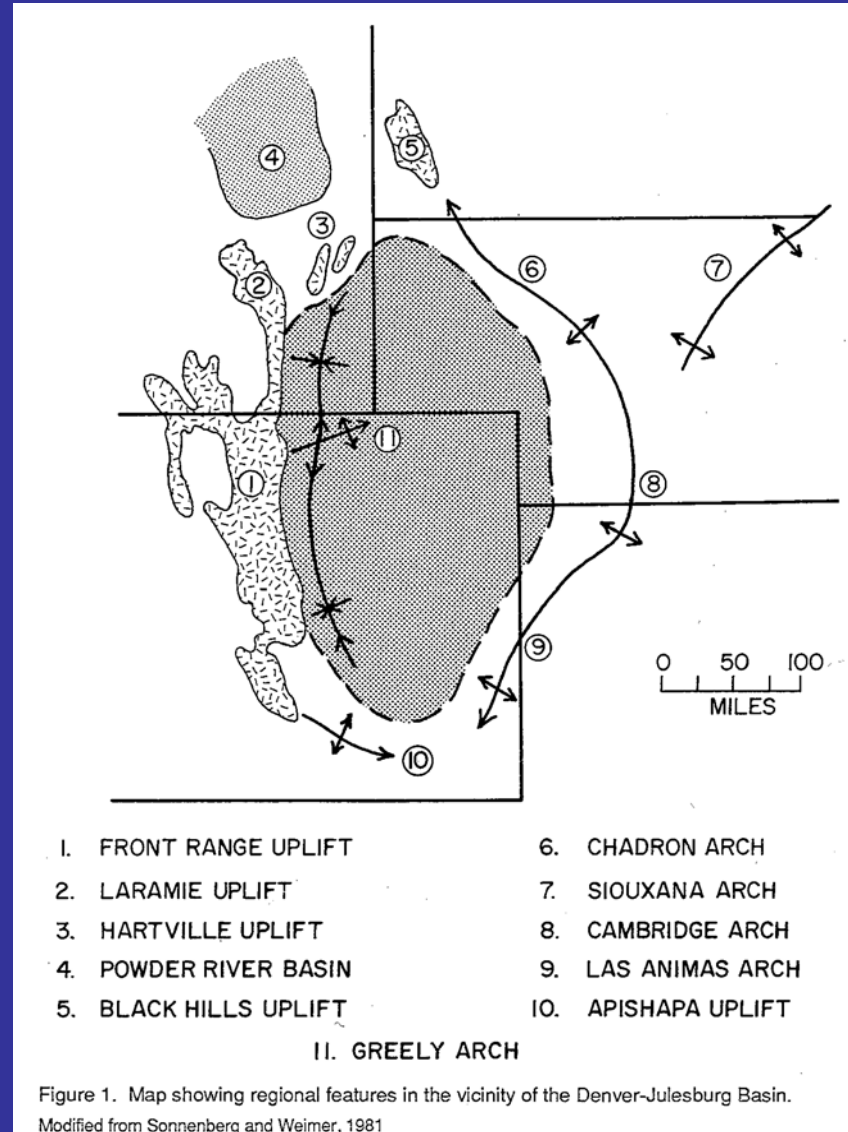 ④
⑤
③
⑥
⑦
②
⑪
①
⑧
⑨
0 50 100
MILES
⑩
1. FRONT RANGE UPLIFT
2. LARAMIE UPLIFT
3. HARTVILLE UPLIFT
4. POWDER RIVER BASIN
5. BLACK HILLS UPLIFT
6. CHADRON ARCH
7. SIOUXANA ARCH
8. CAMBRIDGE ARCH
9. LAS ANIMAS ARCH
10. APISHAPA UPLIFT
11. GREELY ARCH
Figure 1. Map showing regional features in the vicinity of the Denver-Julesburg Basin.
Modified from Sonnenberg and Weimer, 1981